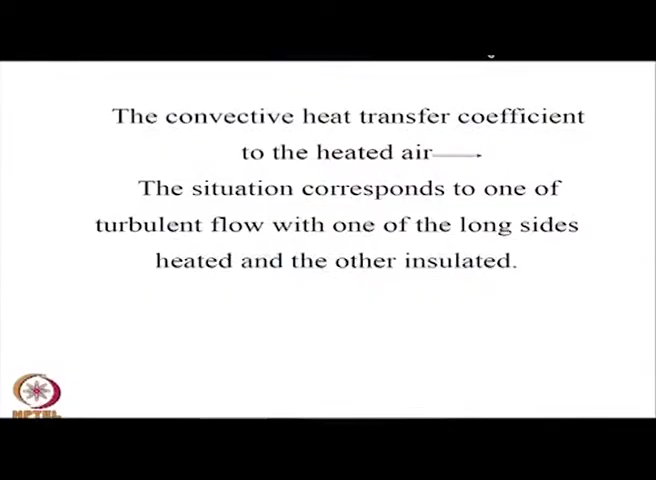 The convective heat transfer coefficient
to the heated air
The situation corresponds to one of
turbulent flow with one of the long sides
heated and the other insulated.
NPTEL